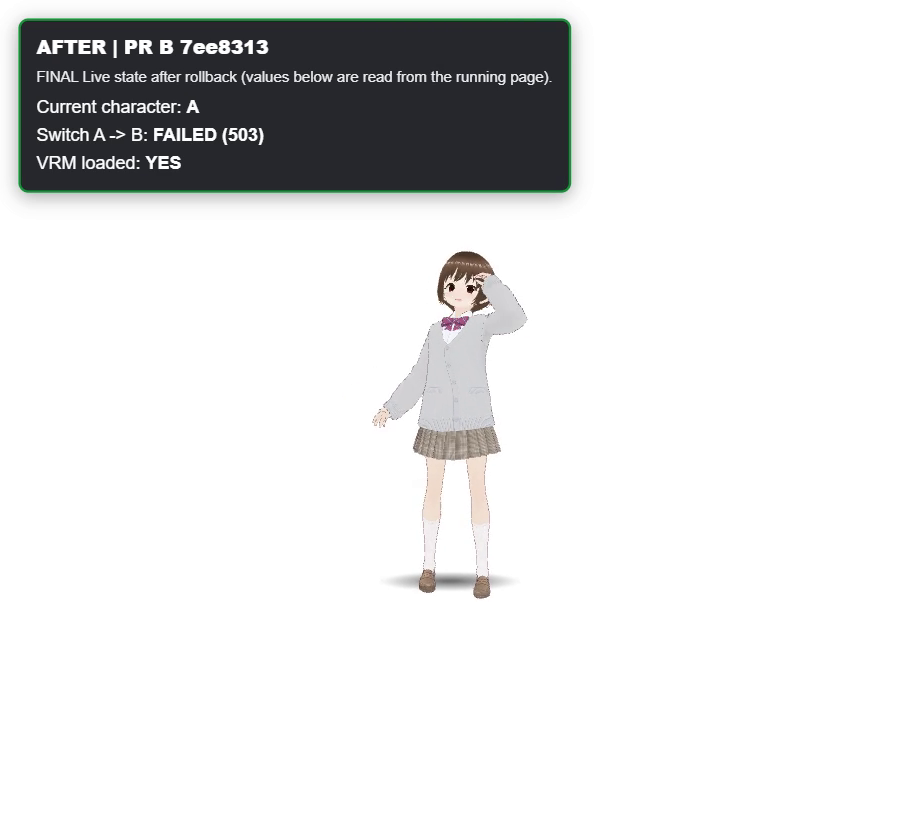 AFTER | PR B 7ee8313
FINAL Live state after rollback (values below are read from the running page).
Current character: A
Switch A -> B: FAILED (503)
VRM loaded: YES